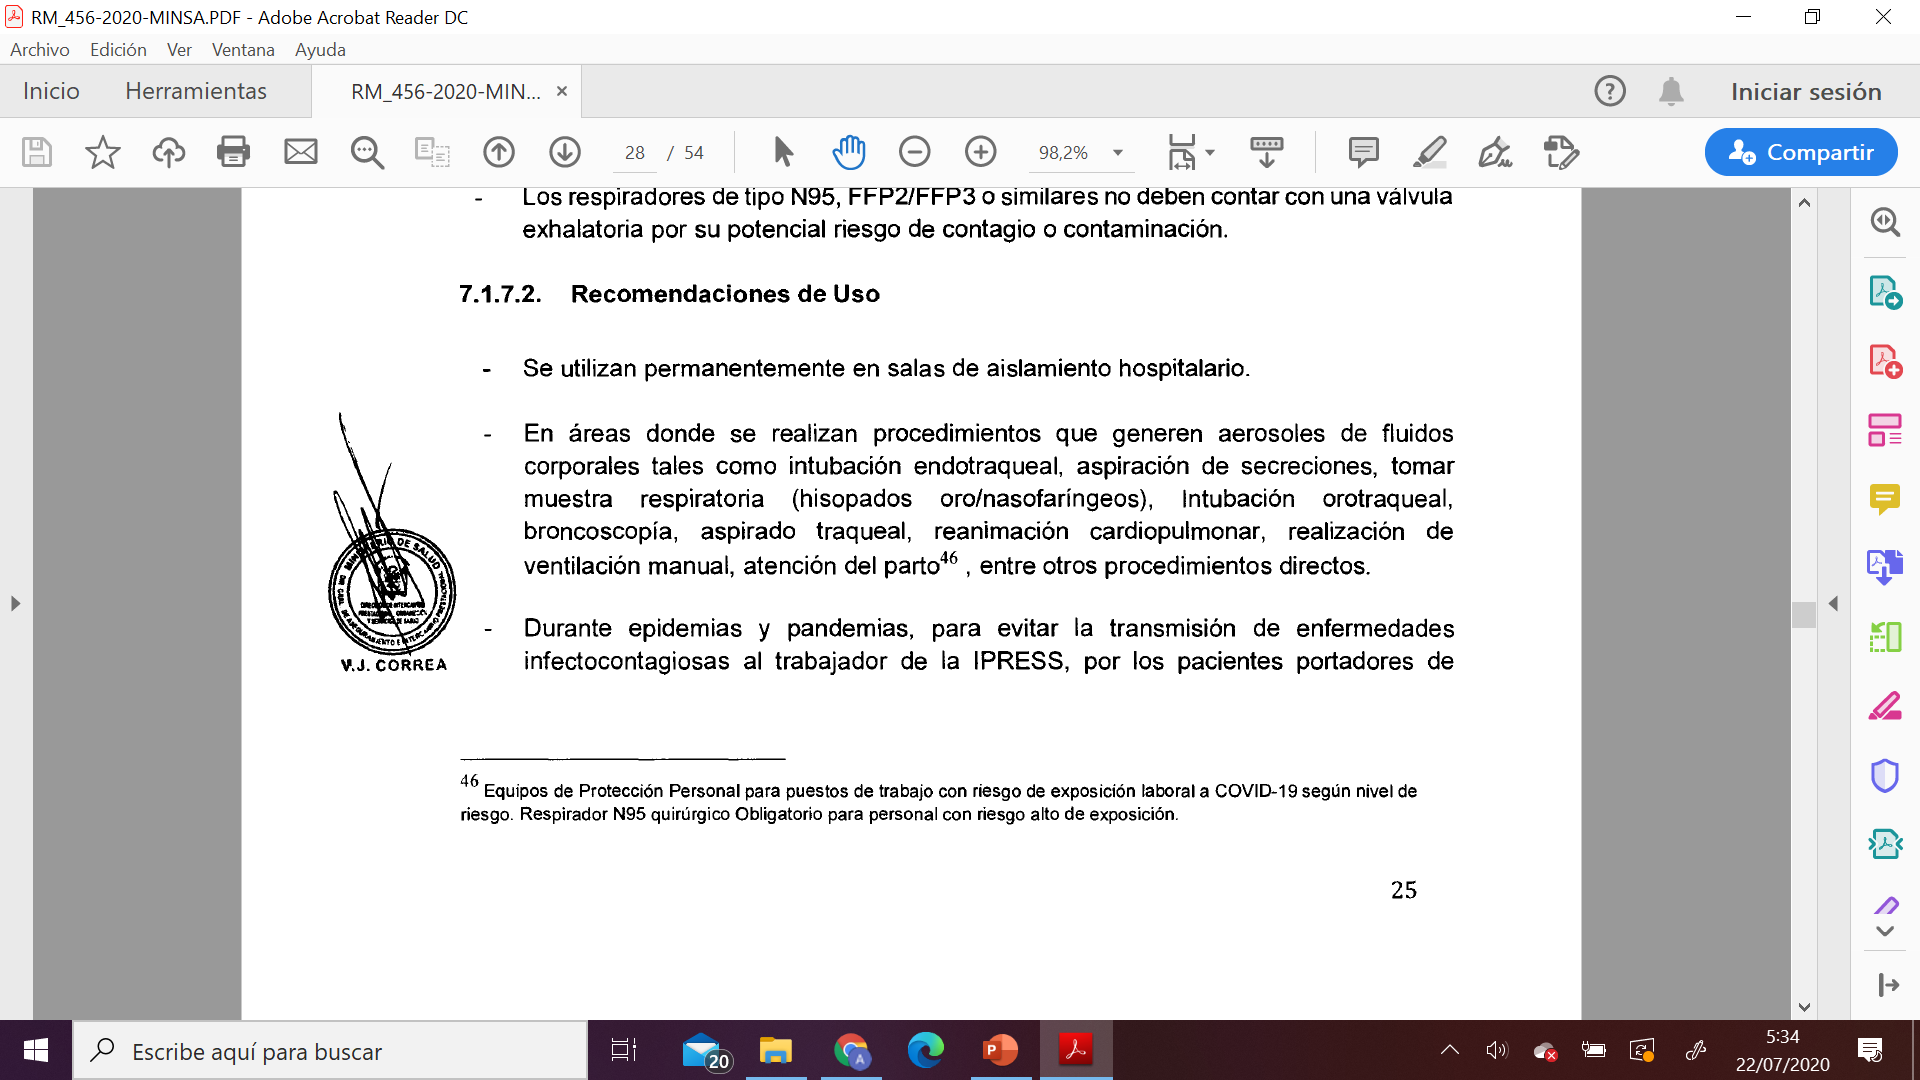 RM_456-2020-MINSA.PDF - Adobe Acrobat Reader DC
Archivo Edición Ver Ventana Ayuda
Inicio Herramientas RM_456-2020-MIN... × Iniciar sesión
28 / 54 98,2% Compartir
- Los respiradores de tipo N95, FFP2/FFP3 o similares no deben contar con una válvula
exhalatoria por su potencial riesgo de contagio o contaminación.
7.1.7.2. Recomendaciones de Uso
- Se utilizan permanentemente en salas de aislamiento hospitalario.
- En áreas donde se realizan procedimientos que generen aerosoles de fluidos
corporales tales como intubación endotraqueal, aspiración de secreciones, tomar
muestra respiratoria (hisopados oro/nasofaríngeos), Intubación orotraqueal,
broncoscopía, aspirado traqueal, reanimación cardiopulmonar, realización de
ventilación manual, atención del parto46 , entre otros procedimientos directos.
MINISTERIO DE SALUD
V.J. CORREA
- Durante epidemias y pandemias, para evitar la transmisión de enfermedades
infectocontagiosas al trabajador de la IPRESS, por los pacientes portadores de
46 Equipos de Protección Personal para puestos de trabajo con riesgo de exposición laboral a COVID-19 según nivel de
riesgo. Respirador N95 quirúrgico Obligatorio para personal con riesgo alto de exposición.
25
Escribe aquí para buscar
20
5:34
22/07/2020